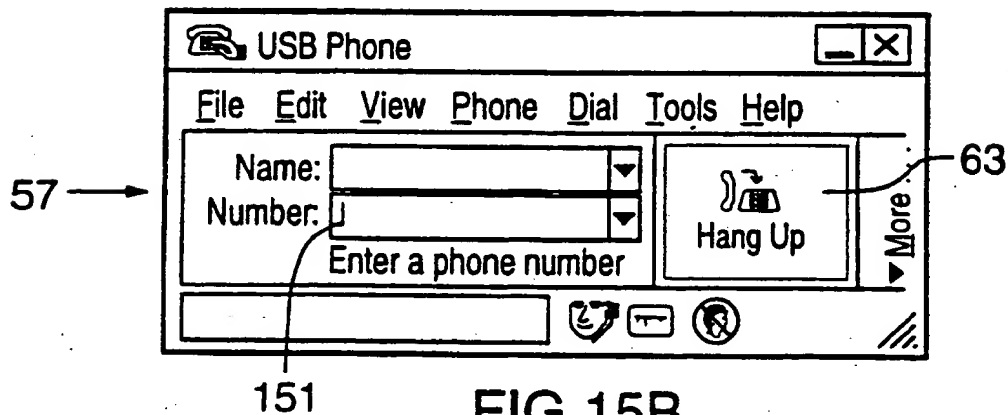 USB Phone
File Edit View Phone Dial Tools Help
Name:
Number:
Enter a phone number
Hang Up
More
57
63
151
FIG. 15B